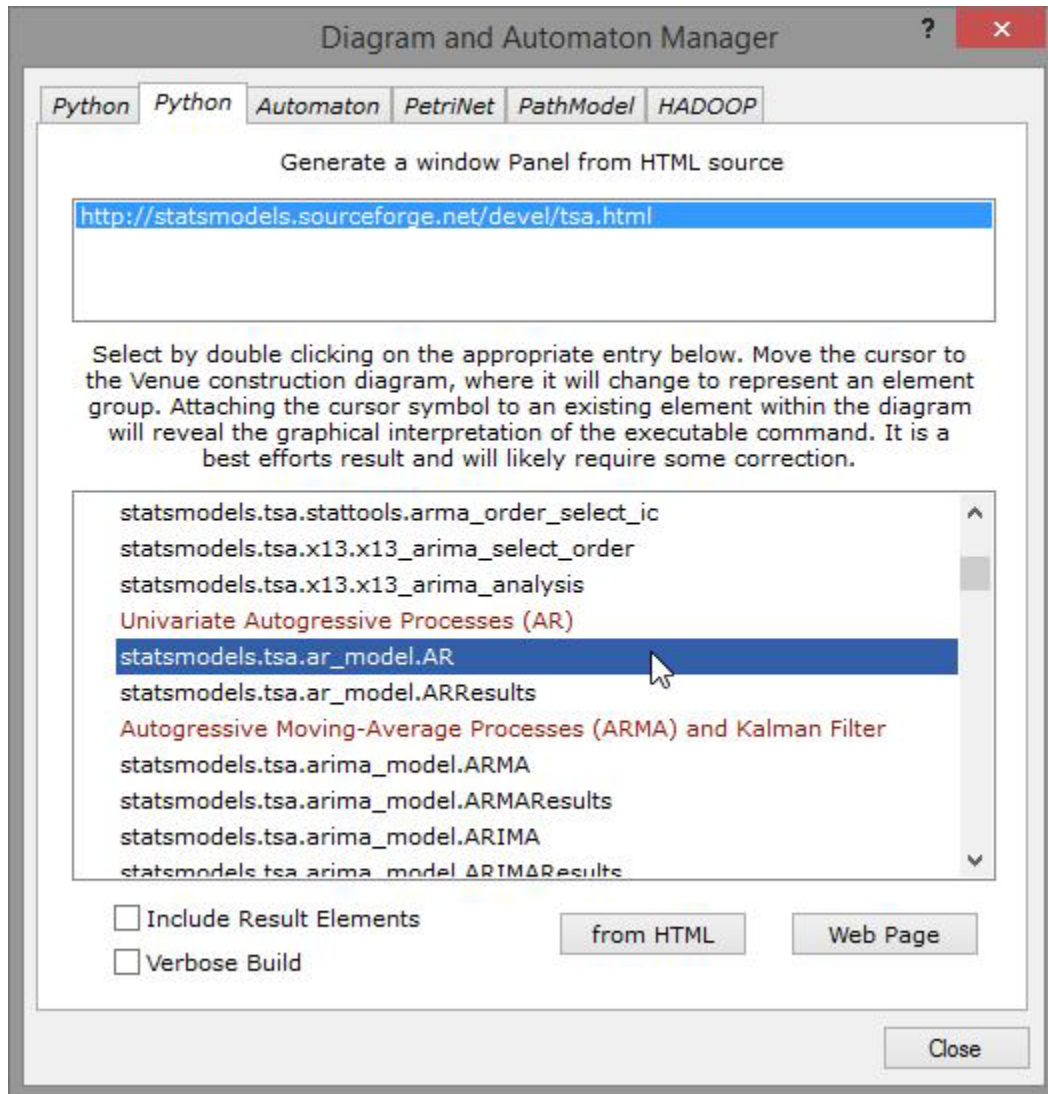 Diagram and Automaton Manager ? ×
Python Python Automaton PetriNet PathModel HADOOP
Generate a window Panel from HTML source
http://statsmodels.sourceforge.net/devel/tsa.html
Select by double clicking on the appropriate entry below. Move the cursor to
the Venue construction diagram, where it will change to represent an element
group. Attaching the cursor symbol to an existing element within the diagram
will reveal the graphical interpretation of the executable command. It is a
best efforts result and will likely require some correction.
statsmodels.tsa.stattools.arma_order_select_ic
statsmodels.tsa.x13.x13_arima_select_order
statsmodels.tsa.x13.x13_arima_analysis
Univariate Autogressive Processes (AR)
statsmodels.tsa.ar_model.AR
statsmodels.tsa.ar_model.ARResults
Autogressive Moving-Average Processes (ARMA) and Kalman Filter
statsmodels.tsa.arima_model.ARMA
statsmodels.tsa.arima_model.ARMAResults
statsmodels.tsa.arima_model.ARIMA
statsmodels.tsa.arima_model.ARIMAResults
Include Result Elements
from HTML Web Page
Verbose Build
Close